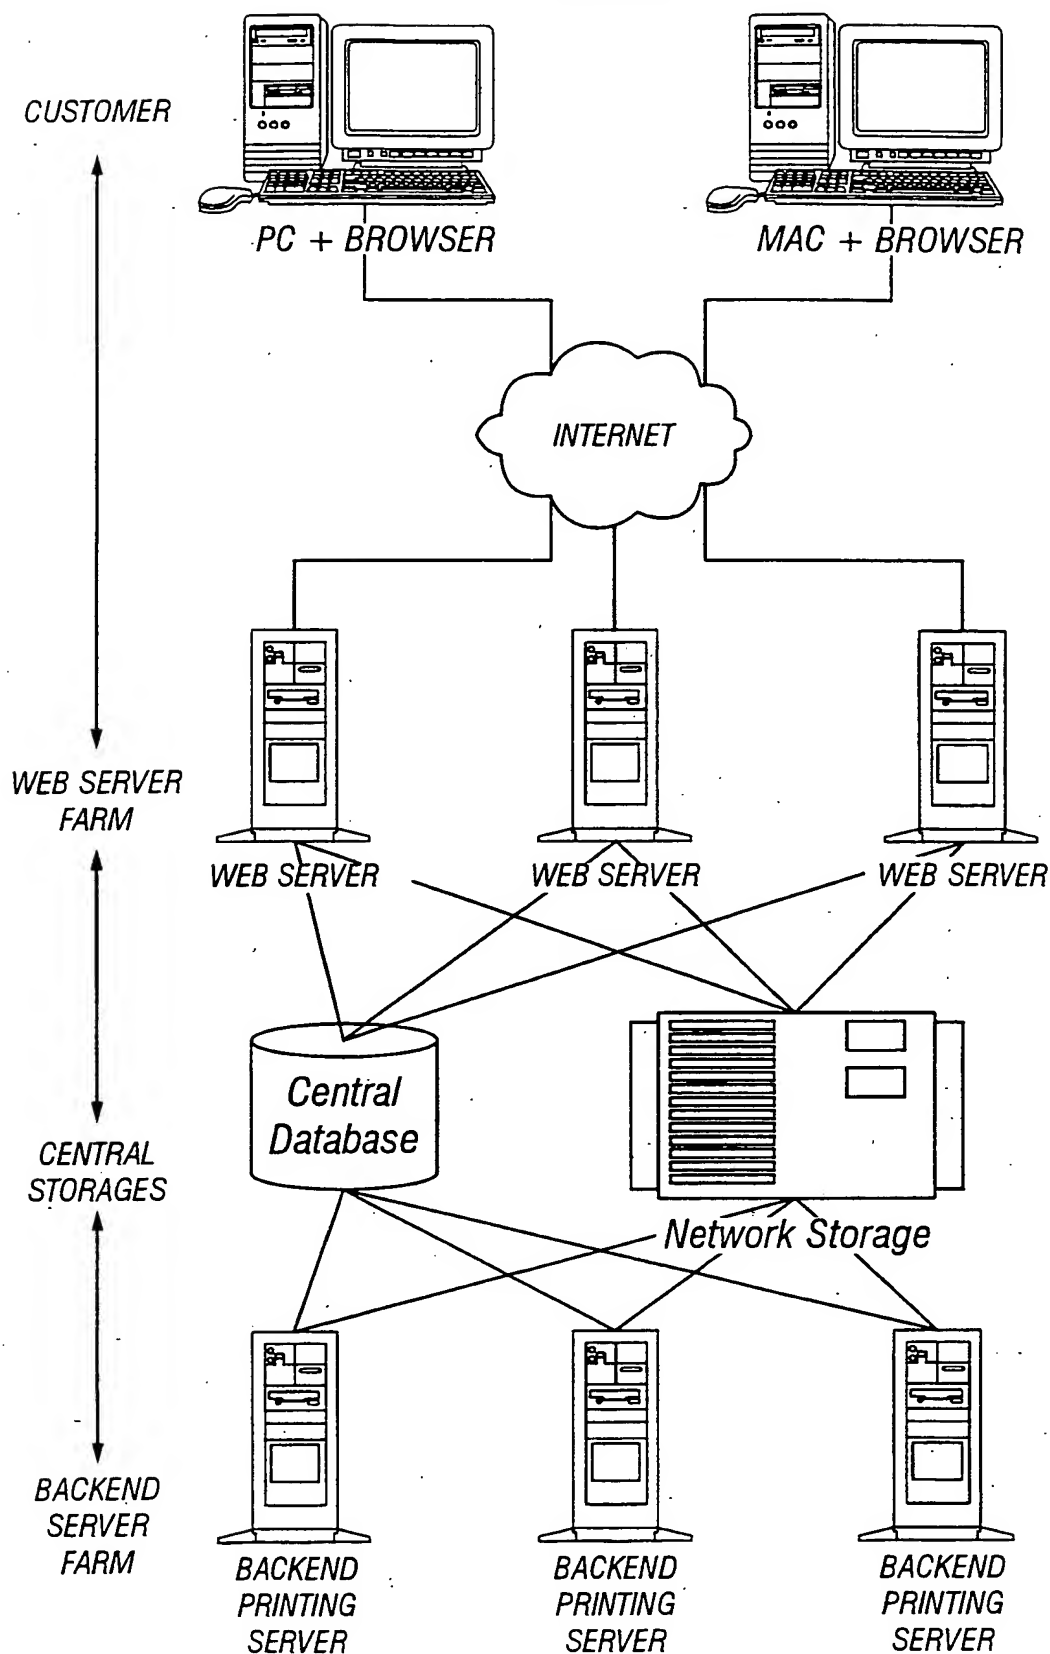 CUSTOMER
PC + BROWSER
MAC + BROWSER
INTERNET
WEB SERVER
FARM
WEB SERVER
WEB SERVER
WEB SERVER
Central
Database
CENTRAL
STORAGES
Network Storage
BACKEND
SERVER
FARM
BACKEND
PRINTING
SERVER
BACKEND
PRINTING
SERVER
BACKEND
PRINTING
SERVER